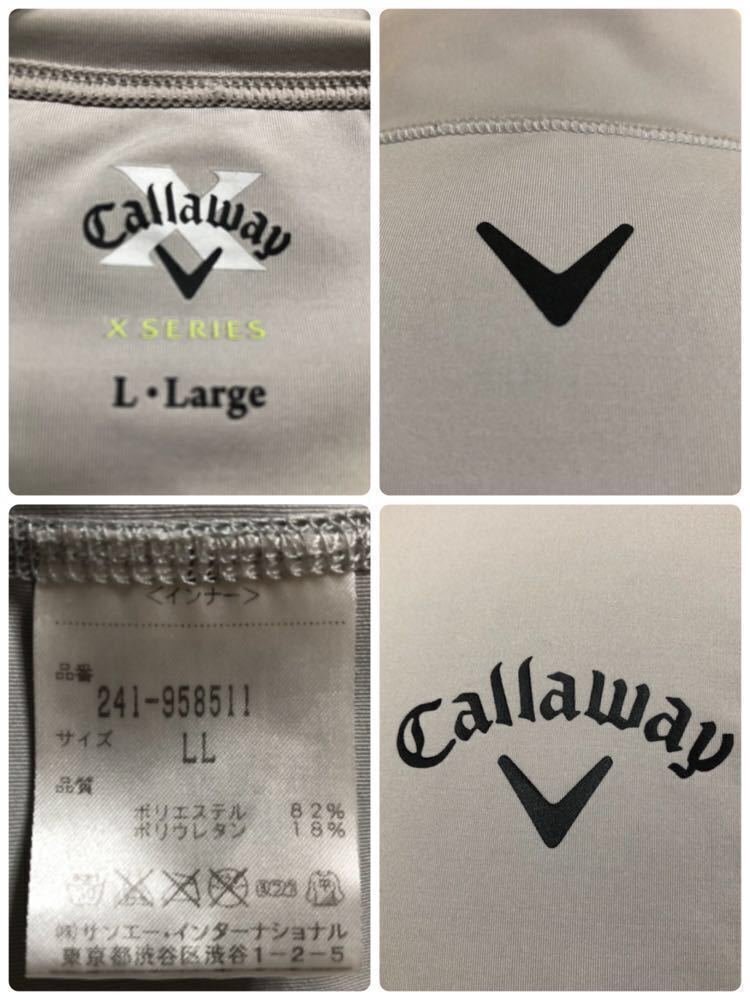 Callaway
X
X SERIES
L・Large
<インナー>
品番
241-958511
サイズ LL
品質
ポリエステル 82%
ポリウレタン 18%
㈱サンエー・インターナショナル
東京都渋谷区渋谷1-2-5
Callaway